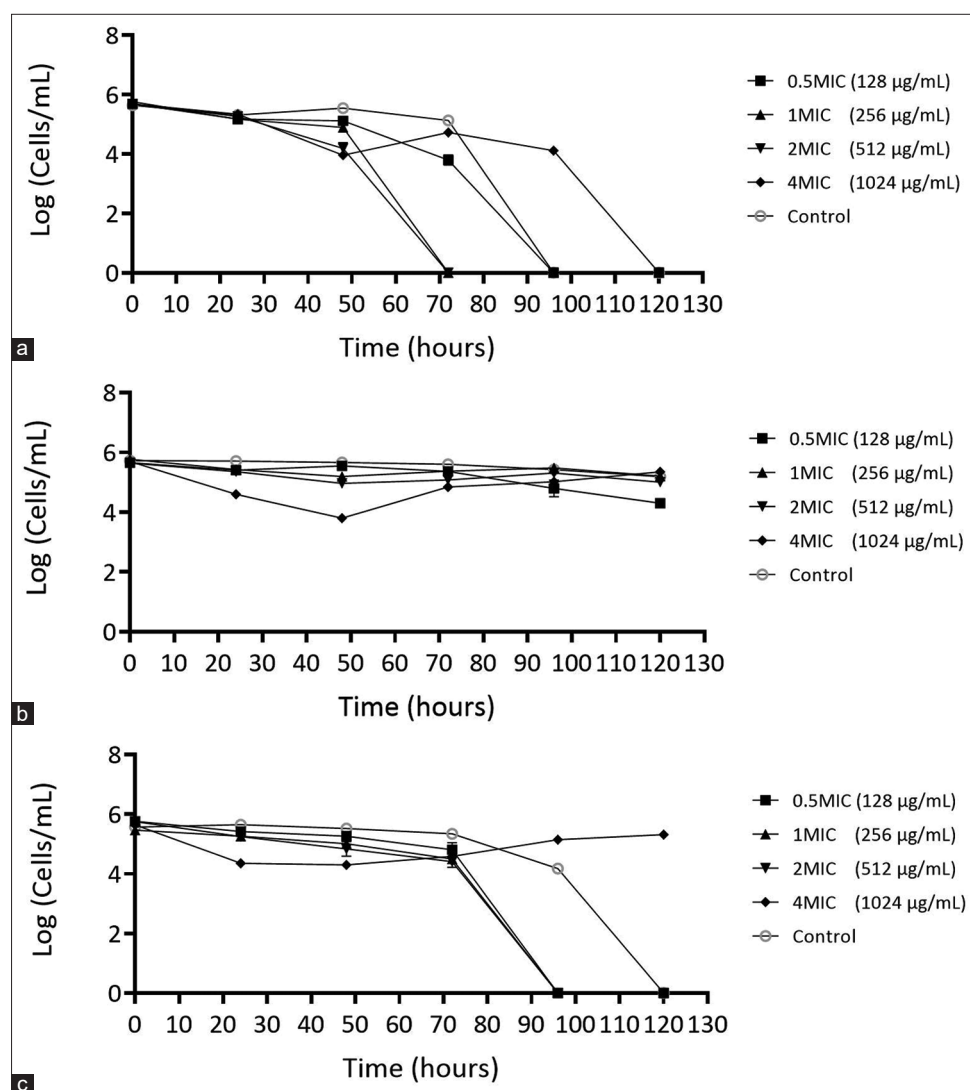 8
6
4
2
0
Log (Cells/mL)
0 10 20 30 40 50 60 70 80 90 100 110 120 130
Time (hours)
0.5MIC (128 µg/mL)
1MIC (256 µg/mL)
2MIC (512 µg/mL)
4MIC (1024 µg/mL)
Control
a
8
6
4
2
0
Log (Cells/mL)
0 10 20 30 40 50 60 70 80 90 100 110 120 130
Time (hours)
0.5MIC (128 µg/mL)
1MIC (256 µg/mL)
2MIC (512 µg/mL)
4MIC (1024 µg/mL)
Control
b
8
6
4
2
0
Log (Cells/mL)
0 10 20 30 40 50 60 70 80 90 100 110 120 130
Time (hours)
0.5MIC (128 µg/mL)
1MIC (256 µg/mL)
2MIC (512 µg/mL)
4MIC (1024 µg/mL)
Control
c